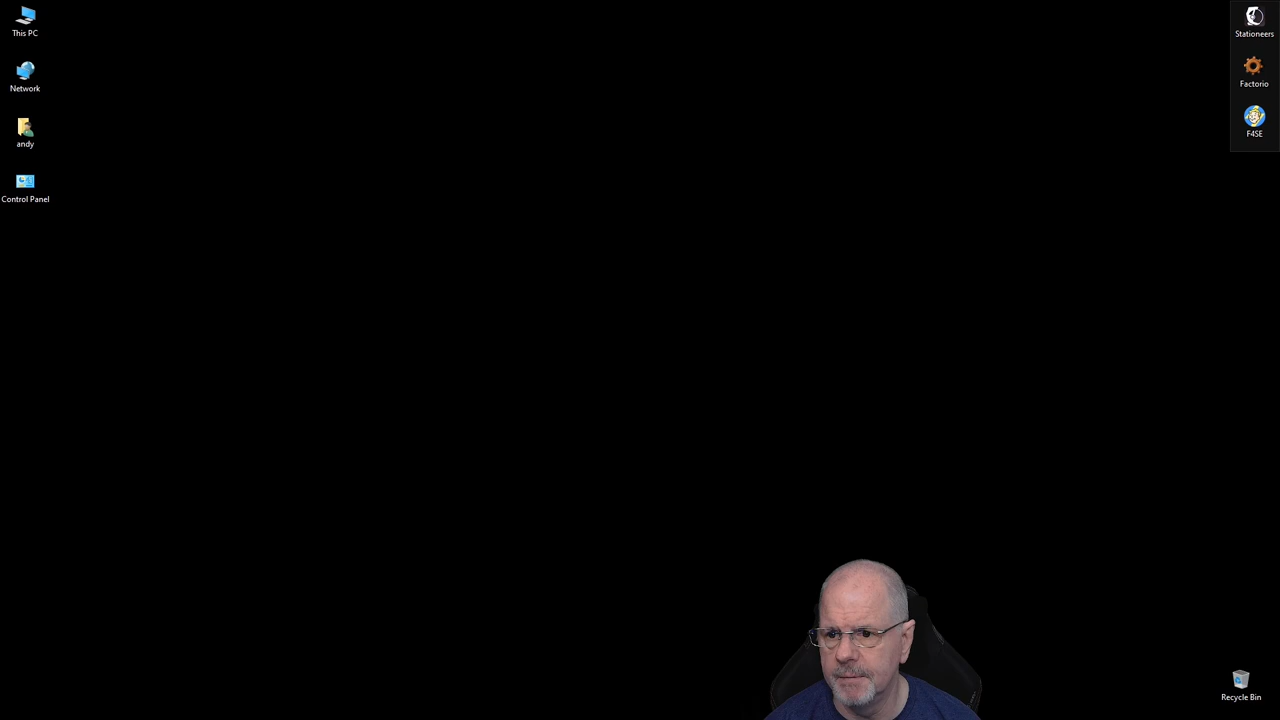 This PC
Network
andy
Control Panel
Stationeers
Factorio
F4SE
Recycle Bin